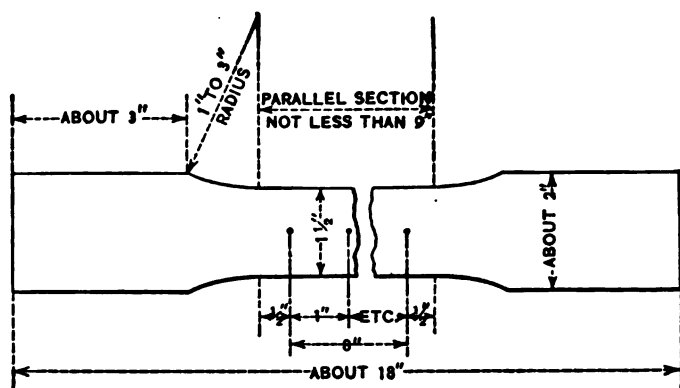 1" TO 3"
RADIUS
PARALLEL SECTION
NOT LESS THAN 9"
ABOUT 3"
1½"
ABOUT 2"
½"
1"
ETC.
½"
8"
ABOUT 18"